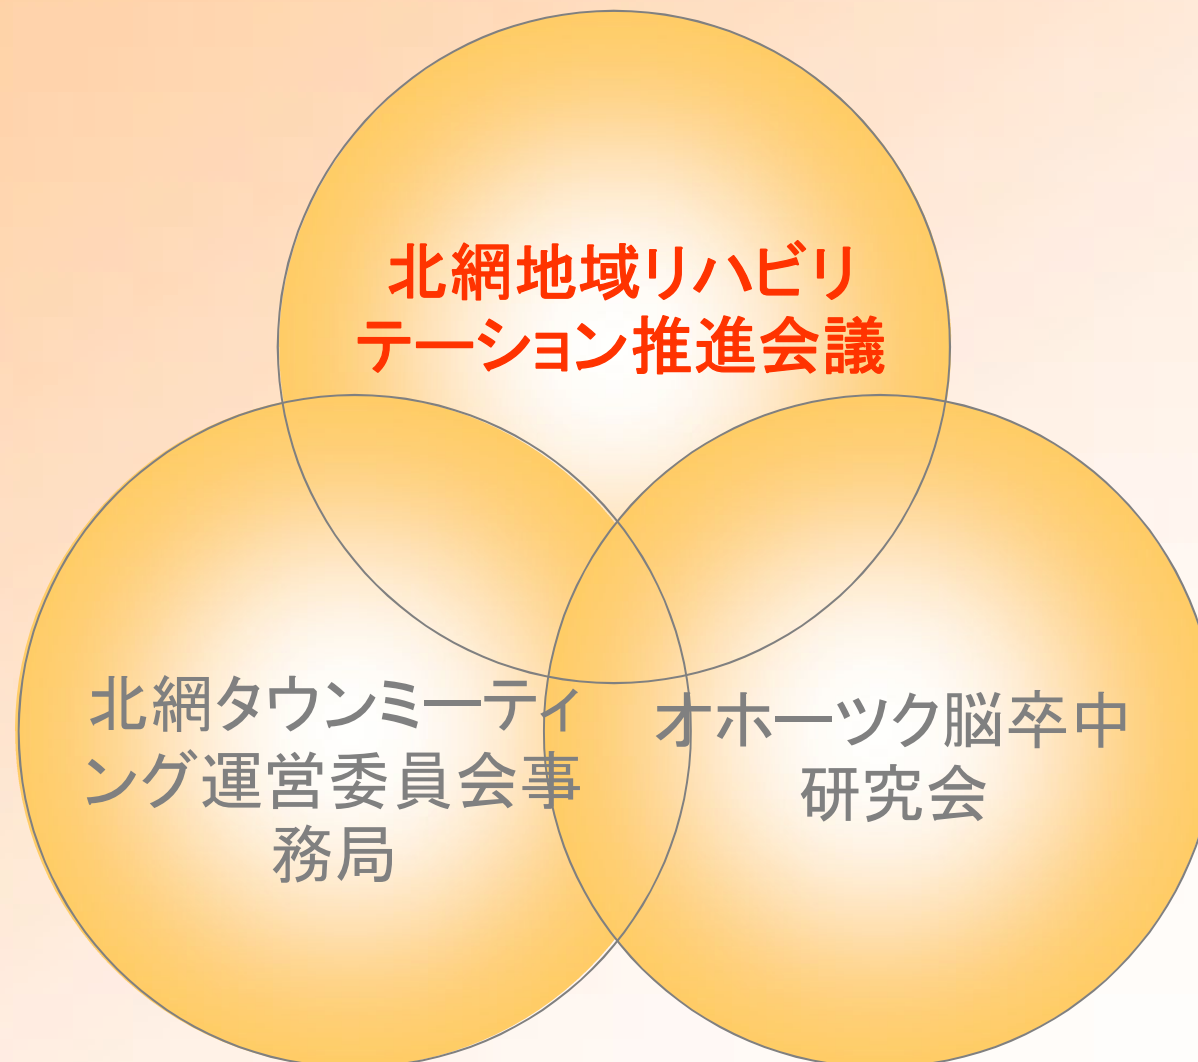 北網地域リハビリ
テーション推進会議
北網タウンミーティ
ング運営委員会事
務局
オホーツク脳卒中
研究会